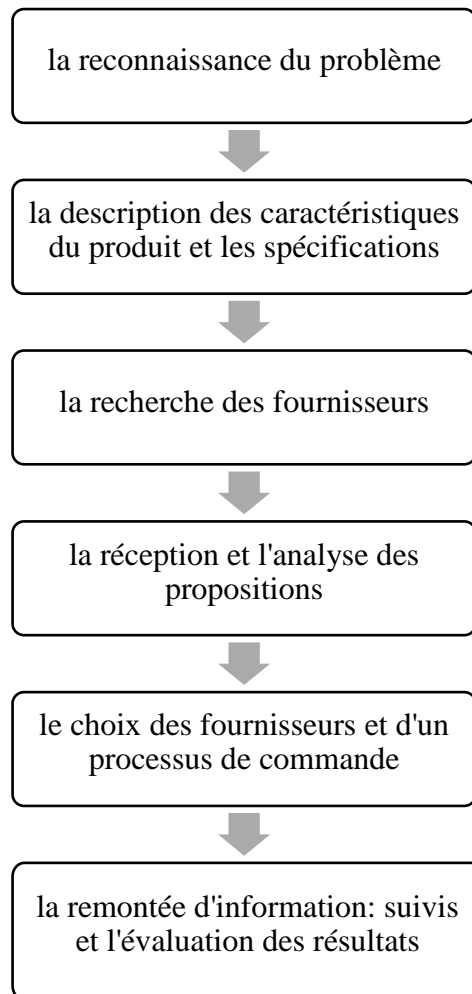 la reconnaissance du problème
la description des caractéristiques
du produit et les spécifications
la recherche des fournisseurs
la réception et l'analyse des
propositions
le choix des fournisseurs et d'un
processus de commande
la remontée d'information: suivis
et l'évaluation des résultats